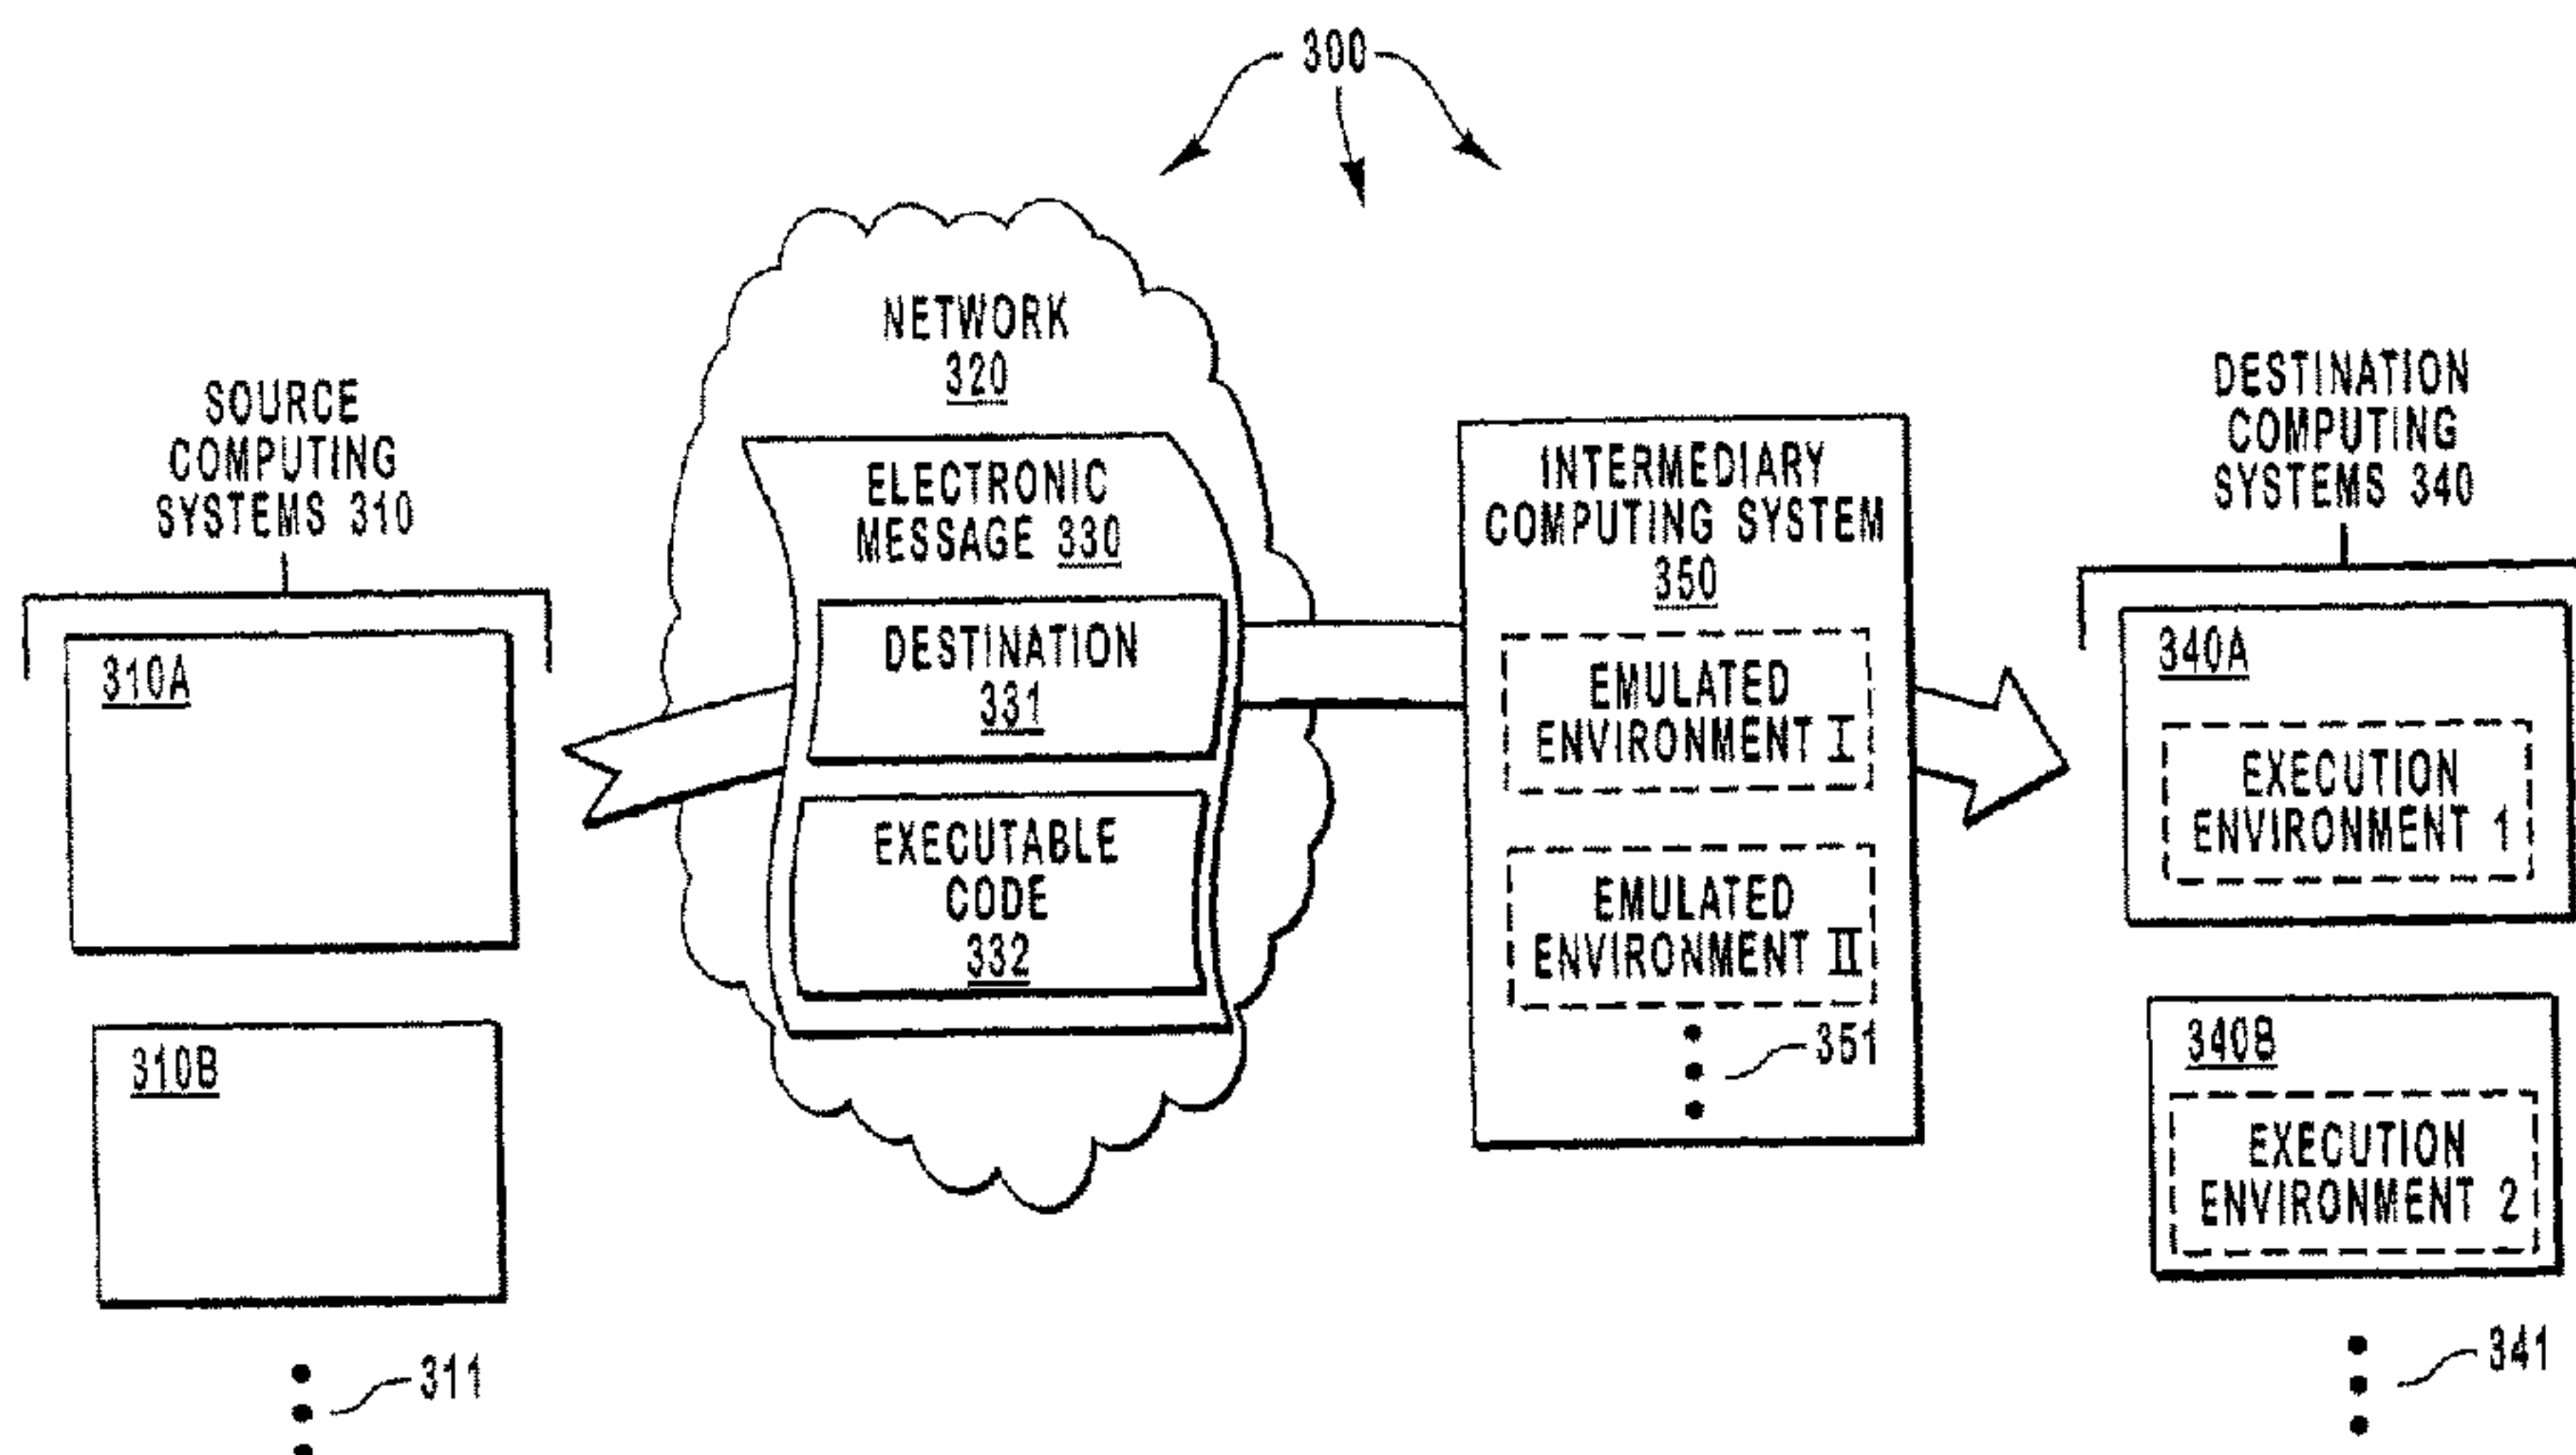 300
SOURCE
COMPUTING
SYSTEMS 310
310A
310B
311
NETWORK
320
ELECTRONIC
MESSAGE 330
DESTINATION
331
EXECUTABLE
CODE
332
INTERMEDIARY
COMPUTING SYSTEM
350
EMULATED
ENVIRONMENT I
EMULATED
ENVIRONMENT II
351
DESTINATION
COMPUTING
SYSTEMS 340
340A
EXECUTION
ENVIRONMENT 1
340B
EXECUTION
ENVIRONMENT 2
341